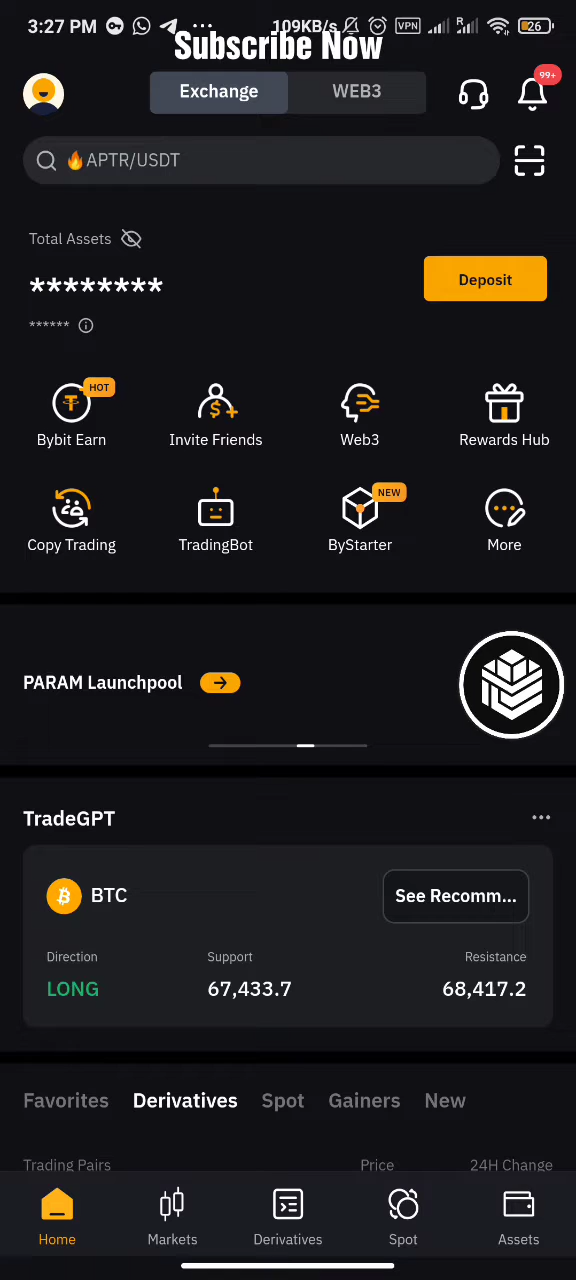 3:27 PM 109KB/s VPN R 26
Subscribe Now
Exchange WEB3 99+
APTR/USDT
Total Assets
********
Deposit
******
HOT
Bybit Earn Invite Friends Web3 Rewards Hub
NEW
Copy Trading TradingBot ByStarter More
PARAM Launchpool
TradeGPT
BTC See Recomm...
Direction Support Resistance
LONG 67,433.7 68,417.2
Favorites Derivatives Spot Gainers New
Trading Pairs Price 24H Change
Home Markets Derivatives Spot Assets